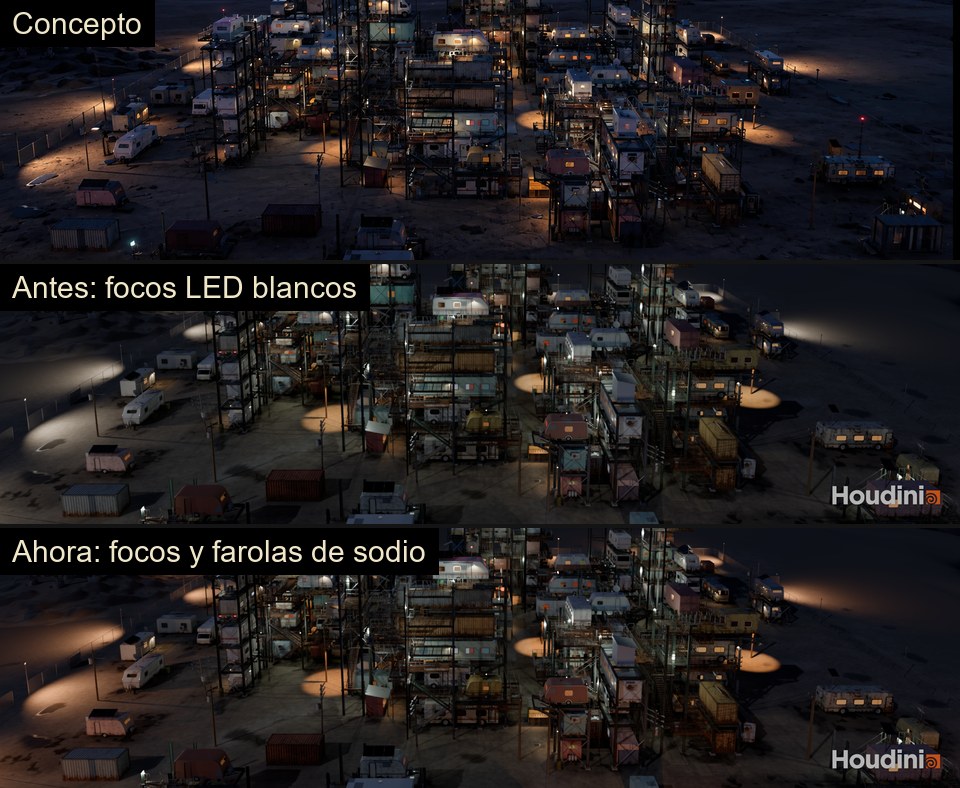 Concepto
Antes: focos LED blancos
Houdini
Ahora: focos y farolas de sodio
Houdini